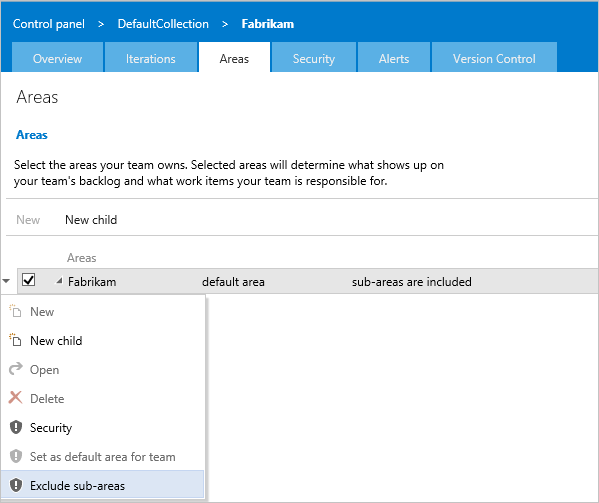 Control panel > DefaultCollection > Fabrikam
Overview Iterations Areas Security Alerts Version Control
Areas
Areas
Select the areas your team owns. Selected areas will determine what shows up on
your team's backlog and what work items your team is responsible for.
New New child
Areas
Fabrikam default area sub-areas are included
New
New child
Open
Delete
Security
Set as default area for team
Exclude sub-areas